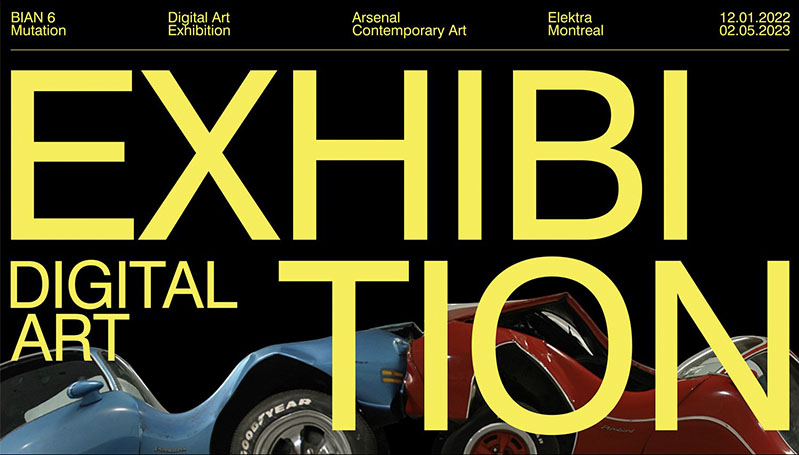 BIAN 6
Mutation
Digital Art
Exhibition
Arsenal
Contemporary Art
Elektra
Montreal
12.01.2022
02.05.2023
EXHIBI
DIGITAL
ART
TION
GOODYEAR